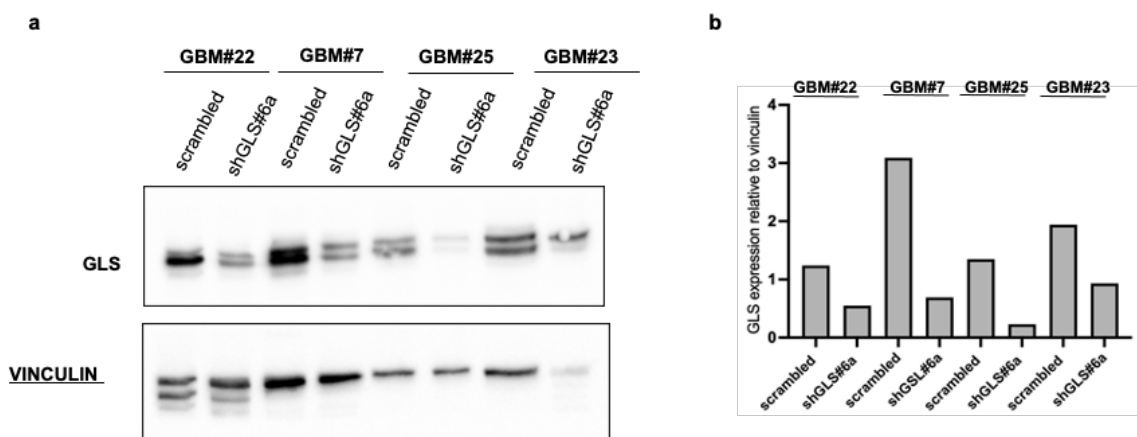 a
GBM#22 GBM#7 GBM#25 GBM#23
scrambled shGLS#6a scrambled shGLS#6a scrambled shGLS#6a scrambled shGLS#6a
GLS
VINCULIN
b
GBM#22 GBM#7 GBM#25 GBM#23
GLS expression relative to vinculin
4
3
2
1
0
scrambled shGLS#6a scrambled shGSL#6a scrambled shGLS#6a scrambled shGLS#6a